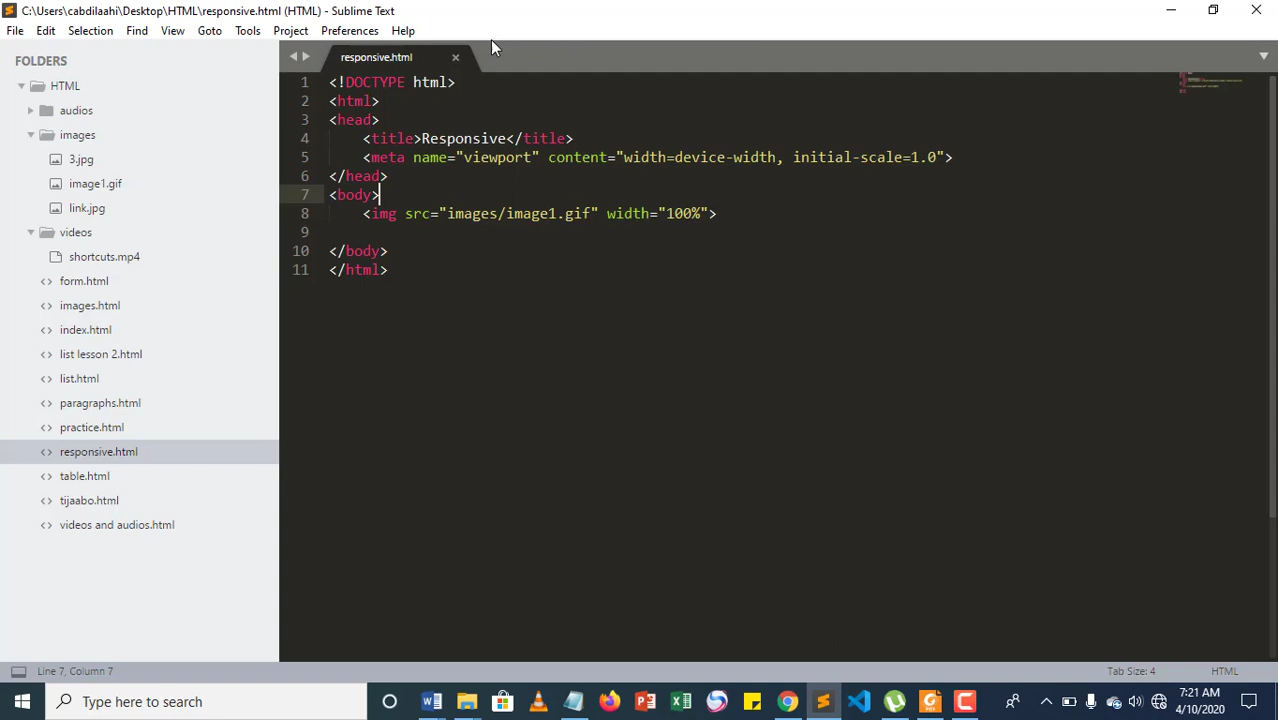 C:\Users\cabdilaahi\Desktop\HTML\responsive.html (HTML) - Sublime Text
File Edit Selection Find View Goto Tools Project Preferences Help
FOLDERS
HTML
audios
images
3.jpg
image1.gif
link.jpg
videos
shortcuts.mp4
form.html
images.html
index.html
list lesson 2.html
list.html
paragraphs.html
practice.html
responsive.html
table.html
tijaabo.html
videos and audios.html
responsive.html
1 <!DOCTYPE html>
2 <html>
3 <head>
4 <title>Responsive</title>
5 <meta name="viewport" content="width=device-width, initial-scale=1.0">
6 </head>
7 <body>
8 <img src="images/image1.gif" width="100%">
9
10 </body>
11 </html>
Line 7, Column 7
Tab Size: 4
HTML
Type here to search
7:21 AM
4/10/2020